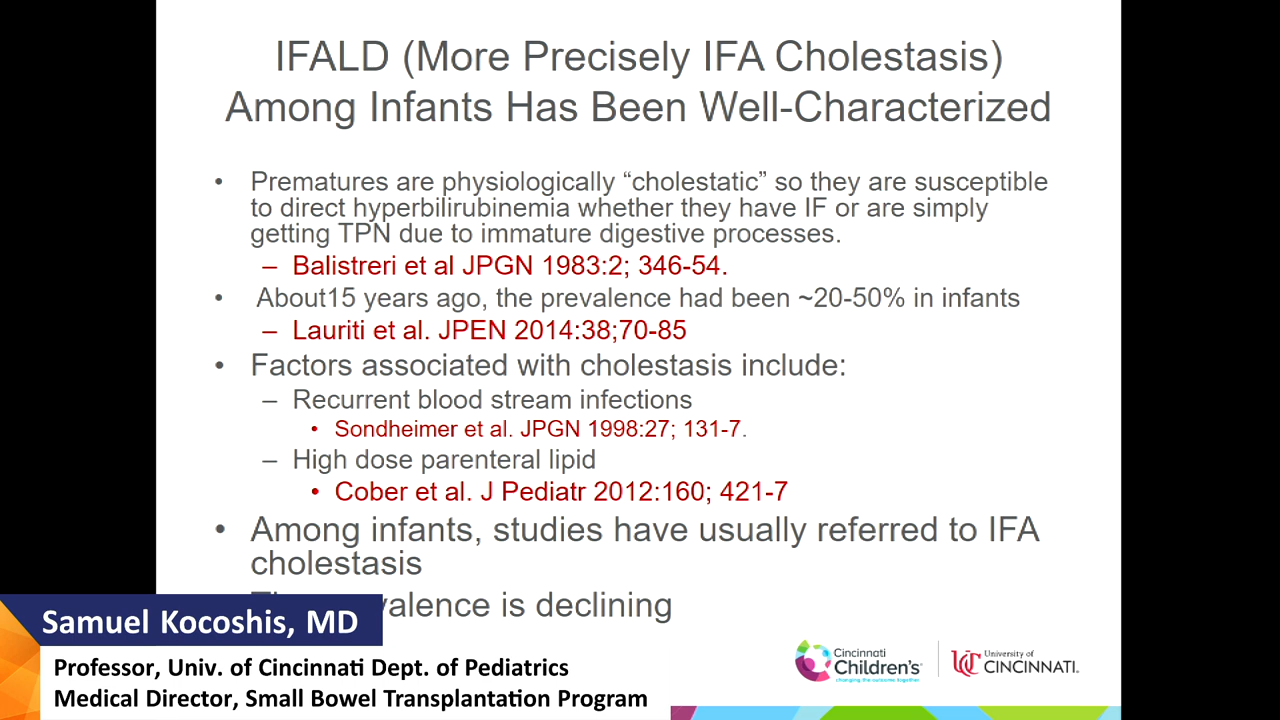 IFALD (More Precisely IFA Cholestasis)
Among Infants Has Been Well-Characterized
• Prematures are physiologically “cholestatic” so they are susceptible
to direct hyperbilirubinemia whether they have IF or are simply
getting TPN due to immature digestive processes.
– Balistreri et al JPGN 1983:2; 346-54.
• About15 years ago, the prevalence had been ~20-50% in infants
– Lauriti et al. JPEN 2014:38;70-85
• Factors associated with cholestasis include:
– Recurrent blood stream infections
• Sondheimer et al. JPGN 1998:27; 131-7.
– High dose parenteral lipid
• Cober et al. J Pediatr 2012:160; 421-7
• Among infants, studies have usually referred to IFA
cholestasis
is declining
Samuel Kocoshis, MD
Professor, Univ. of Cincinnati Dept. of Pediatrics
Medical Director, Small Bowel Transplantation Program
Cincinnati
Children's
changing the outcome together
University of
CINCINNATI